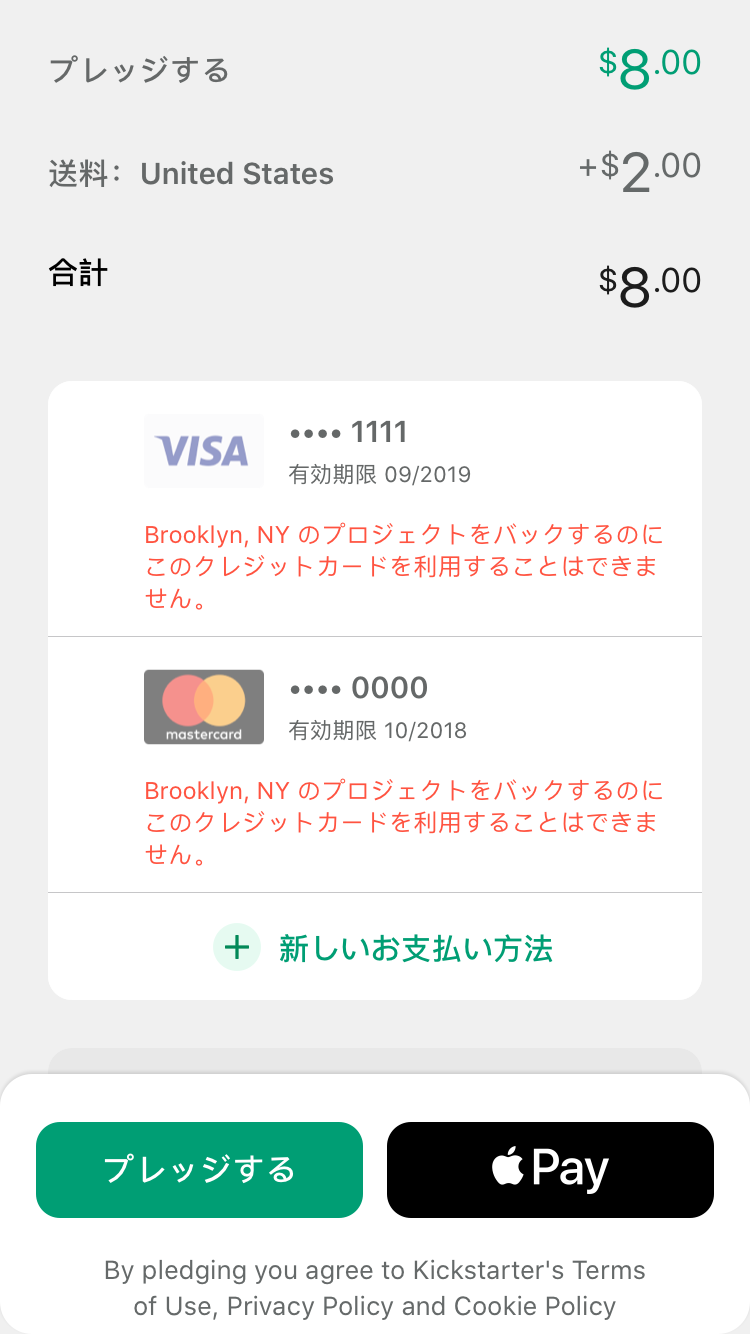 プレッジする $8.00
送料： United States +$2.00
合計 $8.00
VISA •••• 1111
有効期限 09/2019
Brooklyn, NY のプロジェクトをバックするのに
このクレジットカードを利用することはできま
せん。
•••• 0000
mastercard 有効期限 10/2018
Brooklyn, NY のプロジェクトをバックするのに
このクレジットカードを利用することはできま
せん。
+ 新しいお支払い方法
プレッジする Pay
By pledging you agree to Kickstarter's Terms
of Use, Privacy Policy and Cookie Policy